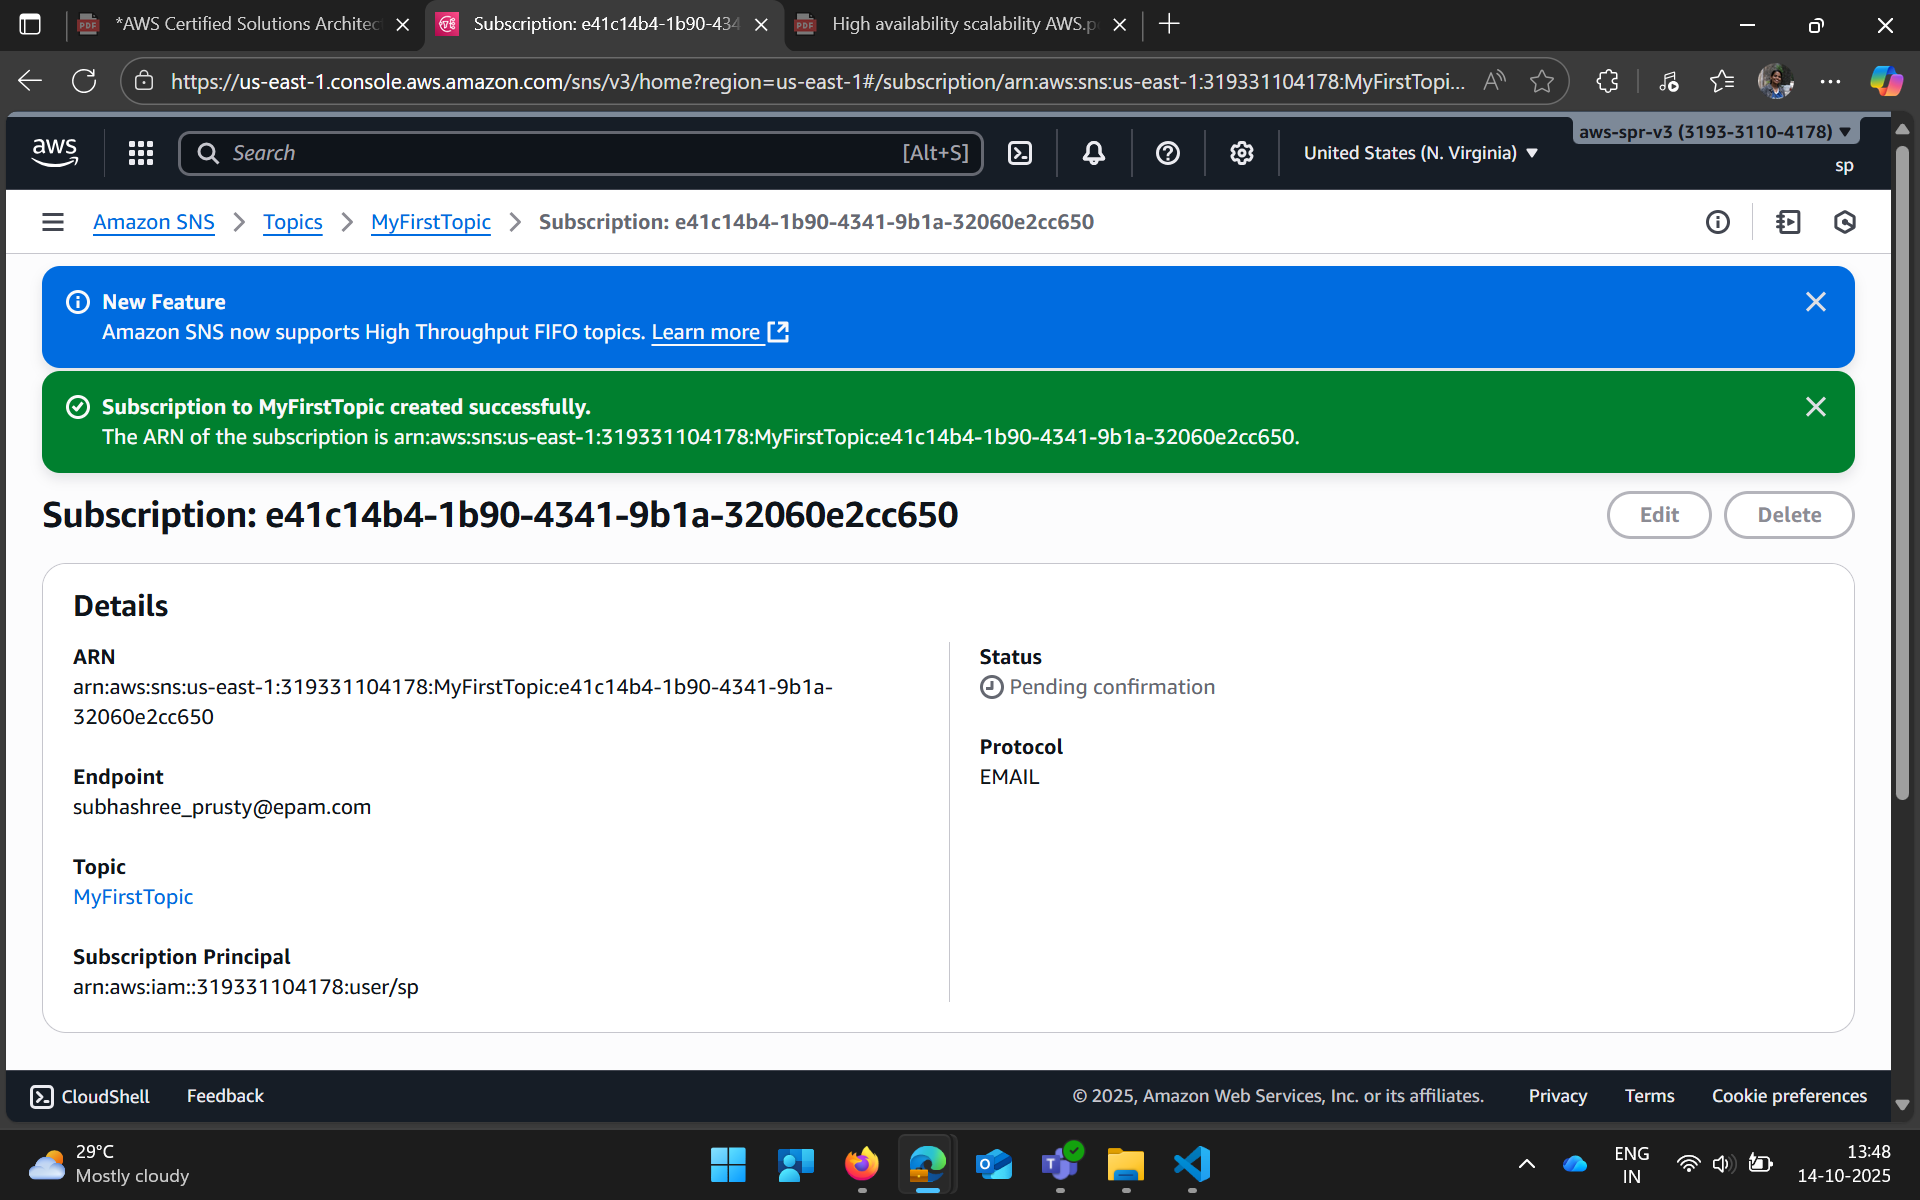 *AWS Certified Solutions Architec
Subscription: e41c14b4-1b90-434
High availability scalability AWS.p
https://us-east-1.console.aws.amazon.com/sns/v3/home?region=us-east-1#/subscription/arn:aws:sns:us-east-1:319331104178:MyFirstTopi...
aws
Search
[Alt+S]
United States (N. Virginia)
aws-spr-v3 (3193-3110-4178)
sp
Amazon SNS
Topics
MyFirstTopic
Subscription: e41c14b4-1b90-4341-9b1a-32060e2cc650
New Feature
Amazon SNS now supports High Throughput FIFO topics. Learn more
Subscription to MyFirstTopic created successfully.
The ARN of the subscription is arn:aws:sns:us-east-1:319331104178:MyFirstTopic:e41c14b4-1b90-4341-9b1a-32060e2cc650.
Subscription: e41c14b4-1b90-4341-9b1a-32060e2cc650
Edit
Delete
Details
ARN
arn:aws:sns:us-east-1:319331104178:MyFirstTopic:e41c14b4-1b90-4341-9b1a-
32060e2cc650
Endpoint
subhashree_prusty@epam.com
Topic
MyFirstTopic
Subscription Principal
arn:aws:iam::319331104178:user/sp
Status
Pending confirmation
Protocol
EMAIL
CloudShell
Feedback
© 2025, Amazon Web Services, Inc. or its affiliates.
Privacy
Terms
Cookie preferences
29°C
Mostly cloudy
ENG
IN
13:48
14-10-2025